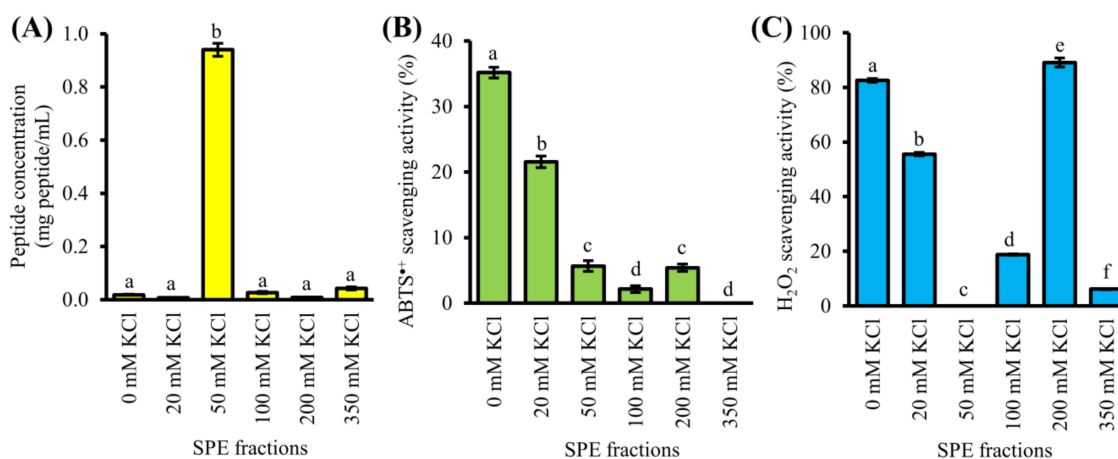 (A)
Peptide concentration
(mg peptide/mL)
1.0
0.8
0.6
0.4
0.2
0.0
a
a
b
a
a
a
0 mM KCl
20 mM KCl
50 mM KCl
100 mM KCl
200 mM KCl
350 mM KCl
SPE fractions
(B)
ABTS•+ scavenging activity (%)
40
30
20
10
0
a
b
c
d
c
d
0 mM KCl
20 mM KCl
50 mM KCl
100 mM KCl
200 mM KCl
350 mM KCl
SPE fractions
(C)
H₂O₂ scavenging activity (%)
100
80
60
40
20
0
a
b
c
d
e
f
0 mM KCl
20 mM KCl
50 mM KCl
100 mM KCl
200 mM KCl
350 mM KCl
SPE fractions